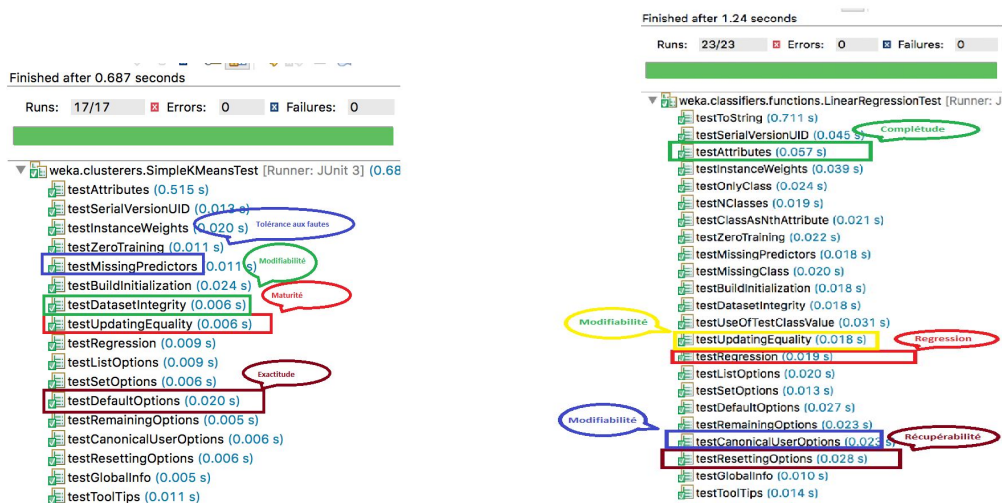 Finished after 0.687 seconds
Runs: 17/17 Errors: 0 Failures: 0
weka.clusterers.SimpleKMeansTest [Runner: JUnit 3] (0.68
testAttributes (0.515 s)
testSerialVersionUID (0.013 s)
testInstanceWeights (0.020 s)
Tolérance aux fautes
testZeroTraining (0.011 s)
testMissingPredictors (0.011 s)
Modifiabilité
testBuildInitialization (0.024 s)
testDatasetIntegrity (0.006 s)
Maturité
testUpdatingEquality (0.006 s)
testRegression (0.009 s)
testListOptions (0.009 s)
testSetOptions (0.006 s)
Exactitude
testDefaultOptions (0.020 s)
testRemainingOptions (0.005 s)
testCanonicalUserOptions (0.006 s)
testResettingOptions (0.006 s)
testGlobalInfo (0.005 s)
testToolTips (0.011 s)
Finished after 1.24 seconds
Runs: 23/23 Errors: 0 Failures: 0
weka.classifiers.functions.LinearRegressionTest [Runner: J
testToString (0.711 s)
testSerialVersionUID (0.045 s)
Complétude
testAttributes (0.057 s)
testInstanceWeights (0.039 s)
testOnlyClass (0.024 s)
testNClasses (0.019 s)
testClassAsNthAttribute (0.021 s)
testZeroTraining (0.022 s)
testMissingPredictors (0.018 s)
testMissingClass (0.020 s)
testBuildInitialization (0.018 s)
testDatasetIntegrity (0.018 s)
testUseOfTestClassValue (0.031 s)
Modifiabilité
testUpdatingEquality (0.018 s)
Regression
testRegression (0.019 s)
testListOptions (0.020 s)
testSetOptions (0.013 s)
testDefaultOptions (0.027 s)
testRemainingOptions (0.023 s)
Modifiabilité
testCanonicalUserOptions (0.023
Récupérabilité
testResettingOptions (0.028 s)
testGlobalInfo (0.010 s)
testToolTips (0.014 s)